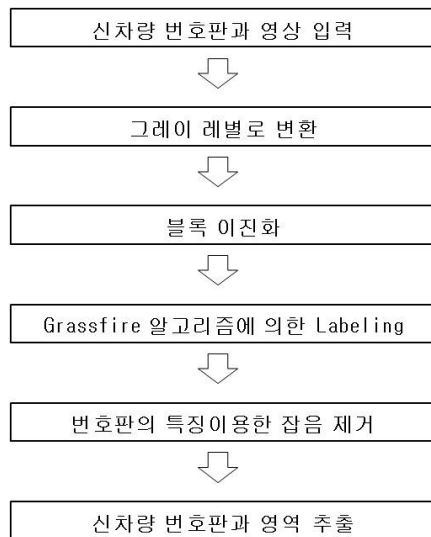 신차량 번호판과 영상 입력
그레이 레벨로 변환
블록 이진화
Grassfire 알고리즘에 의한 Labeling
번호판의 특징이용한 잡음 제거
신차량 번호판과 영역 추출